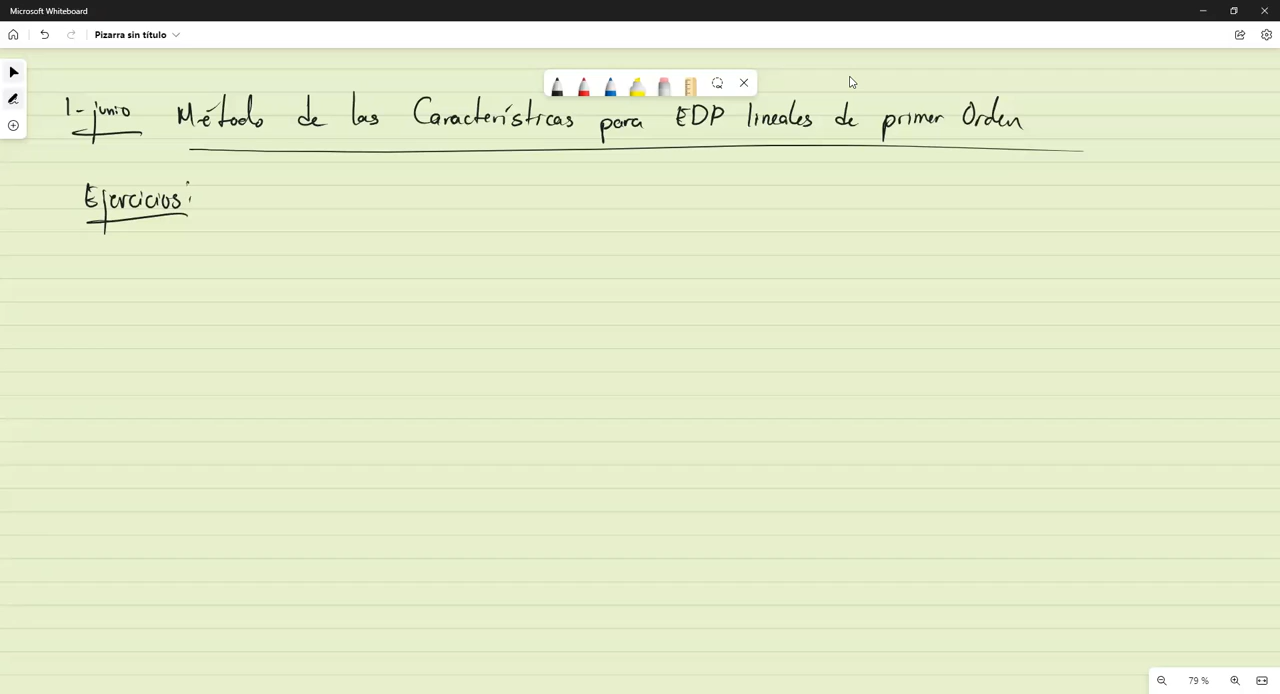 Microsoft Whiteboard
Pizarra sin título
1-junio Método de las Características para EDP lineales de primer Orden
Ejercicios:
79 %